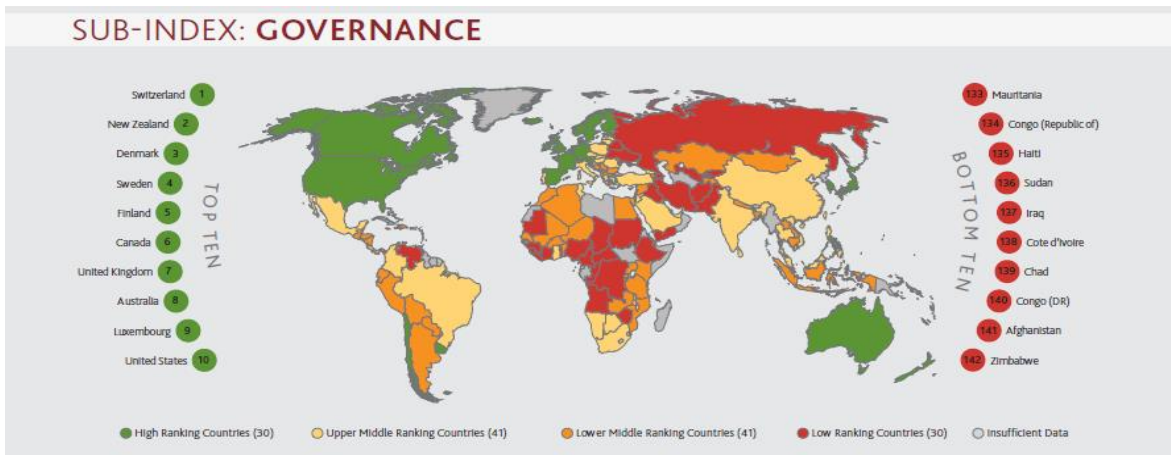 SUB-INDEX: GOVERNANCE
TOP TEN
Switzerland 1
New Zealand 2
Denmark 3
Sweden 4
Finland 5
Canada 6
United Kingdom 7
Australia 8
Luxembourg 9
United States 10
BOTTOM TEN
133 Mauritania
134 Congo (Republic of)
135 Haiti
136 Sudan
137 Iraq
138 Cote d'Ivoire
139 Chad
140 Congo (DR)
141 Afghanistan
142 Zimbabwe
High Ranking Countries (30) Upper Middle Ranking Countries (41) Lower Middle Ranking Countries (41) Low Ranking Countries (30) Insufficient Data